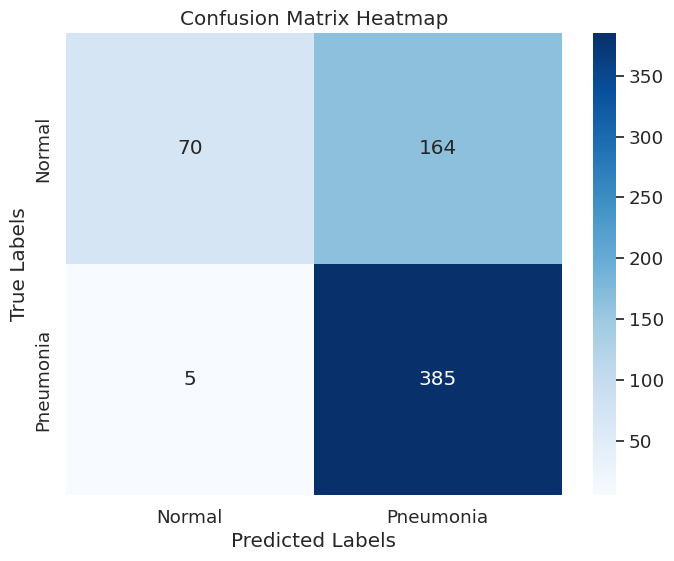 Confusion Matrix Heatmap
True Labels
Normal
70
164
Pneumonia
5
385
Normal
Pneumonia
Predicted Labels
350
300
250
200
150
100
50